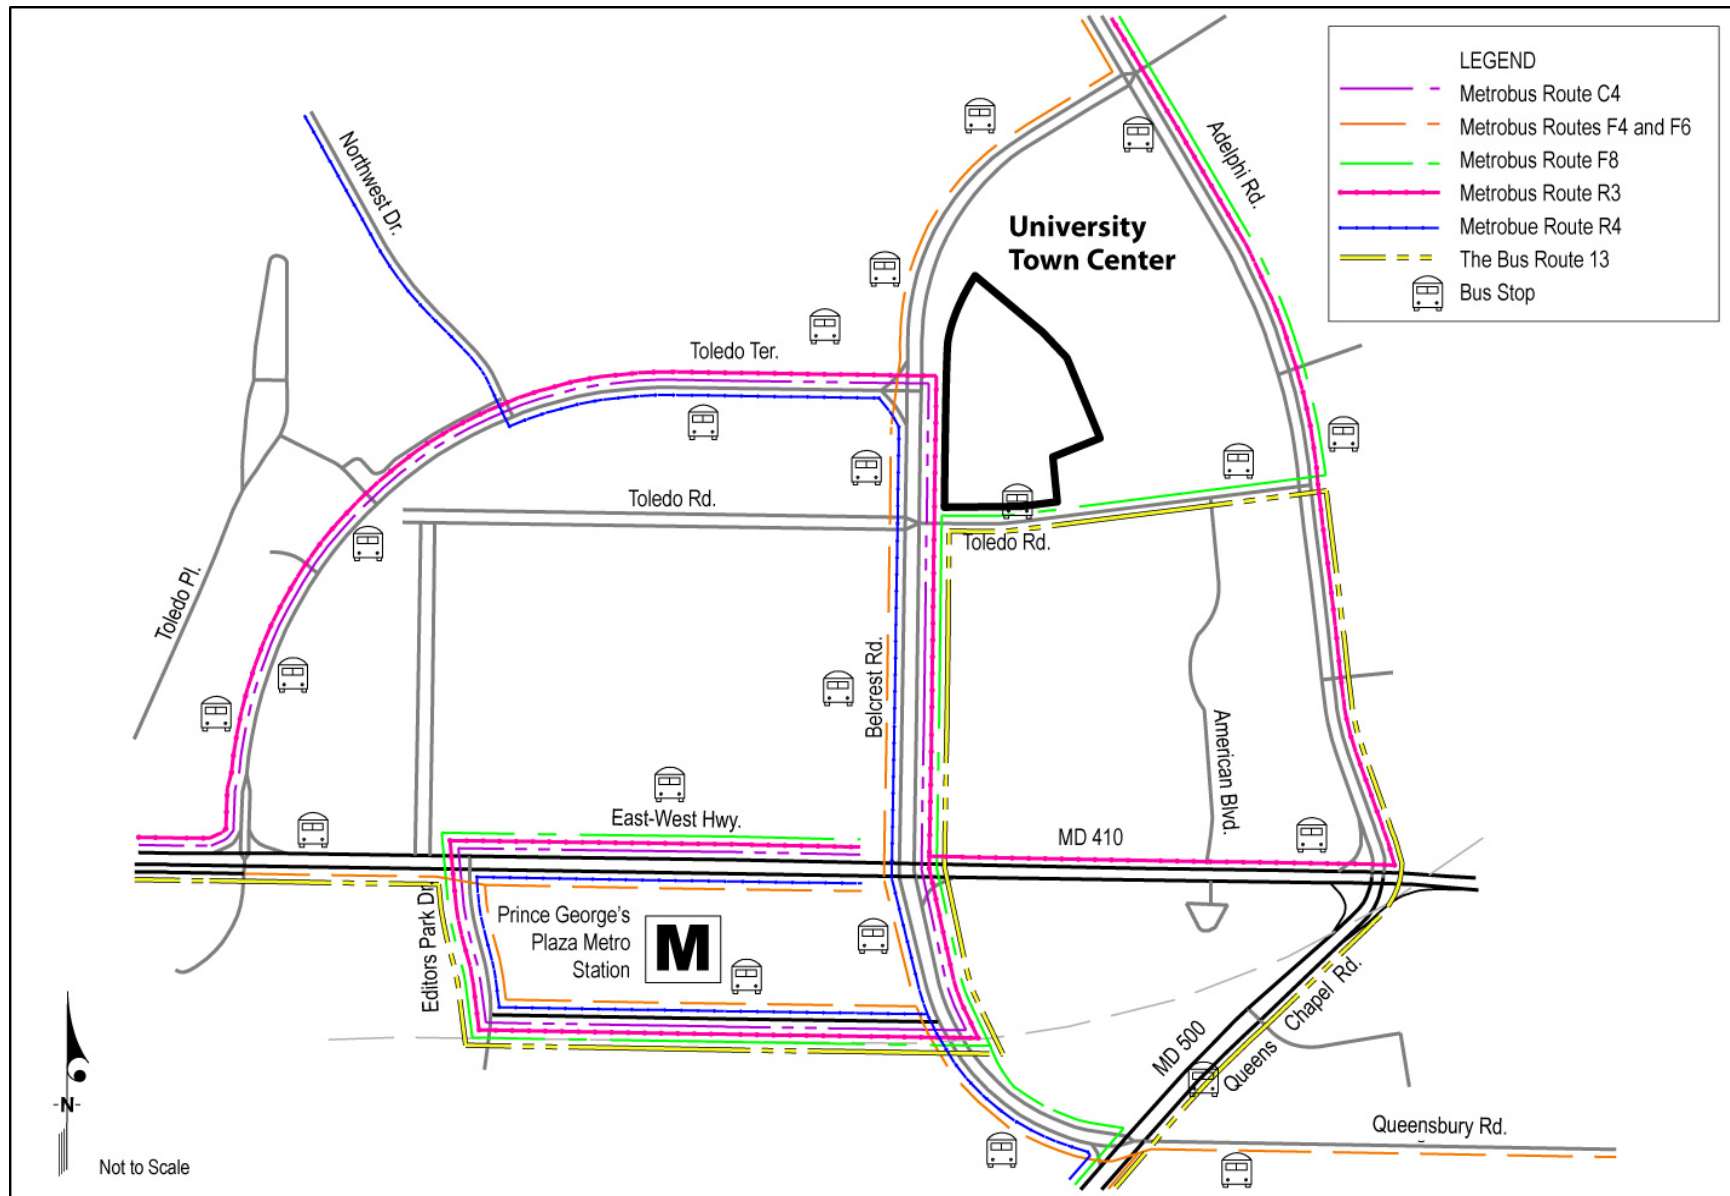 LEGEND
Metrobus Route C4
Metrobus Routes F4 and F6
Metrobus Route F8
Metrobus Route R3
Metrobue Route R4
The Bus Route 13
Bus Stop
Northwest Dr.
Adelphi Rd.
University
Town Center
Toledo Ter.
Toledo Rd.
Toledo Rd.
Toledo Pl.
Belcrest Rd.
American Blvd.
East-West Hwy.
MD 410
Editors Park Dr.
Prince George's
Plaza Metro
Station
M
MD 500
Queens Chapel Rd.
Queensbury Rd.
-N-
Not to Scale